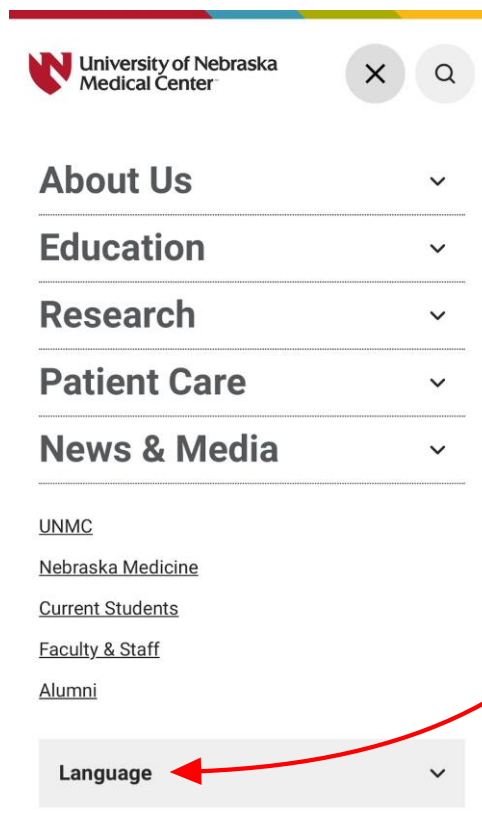 University of Nebraska
Medical Center
About Us
Education
Research
Patient Care
News & Media
UNMC
Nebraska Medicine
Current Students
Faculty & Staff
Alumni
Language